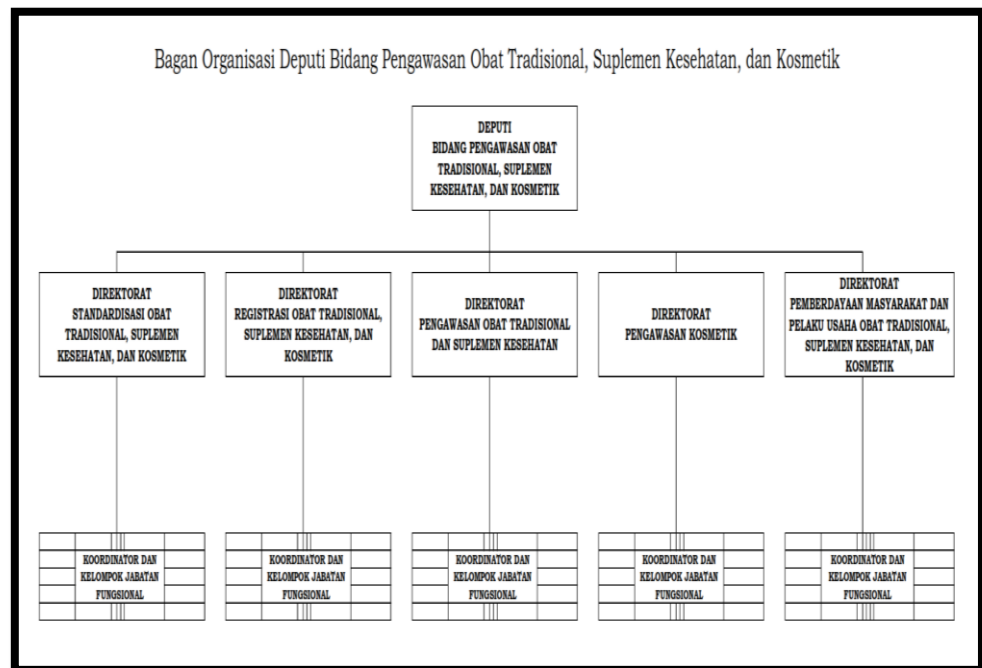 Bagan Organisasi Deputi Bidang Pengawasan Obat Tradisional, Suplemen Kesehatan, dan Kosmetik
DEPUTI
BIDANG PENGAWASAN OBAT
TRADISIONAL, SUPLEMEN
KESEHATAN, DAN KOSMETIK
DIREKTORAT
STANDARDISASI OBAT
TRADISIONAL, SUPLEMEN
KESEHATAN, DAN KOSMETIK
DIREKTORAT
REGISTRASI OBAT TRADISIONAL,
SUPLEMEN KESEHATAN, DAN
KOSMETIK
DIREKTORAT
PENGAWASAN OBAT TRADISIONAL
DAN SUPLEMEN KESEHATAN
DIREKTORAT
PENGAWASAN KOSMETIK
DIREKTORAT
PEMBERDAYAAN MASYARAKAT DAN
PELAKU USAHA OBAT TRADISIONAL,
SUPLEMEN KESEHATAN, DAN
KOSMETIK
KOORDINATOR DAN
KELOMPOK JABATAN
FUNGSIONAL
KOORDINATOR DAN
KELOMPOK JABATAN
FUNGSIONAL
KOORDINATOR DAN
KELOMPOK JABATAN
FUNGSIONAL
KOORDINATOR DAN
KELOMPOK JABATAN
FUNGSIONAL
KOORDINATOR DAN
KELOMPOK JABATAN
FUNGSIONAL